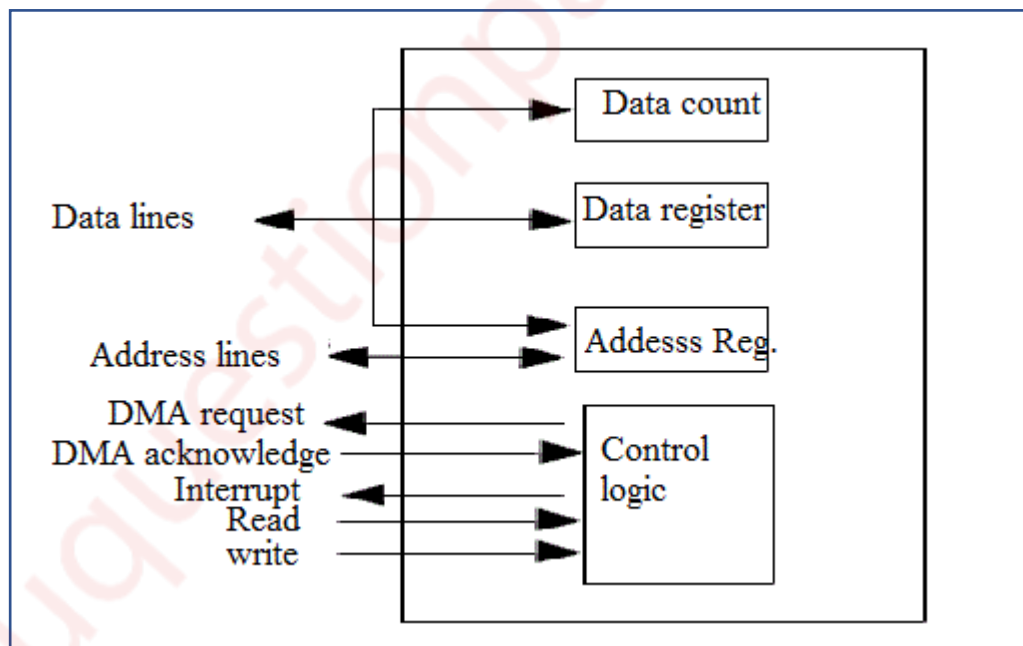 Data count
Data lines
Data register
Addesss Reg.
Address lines
DMA request
DMA acknowledge
Interrupt
Read
write
Control
logic
uquestionpa